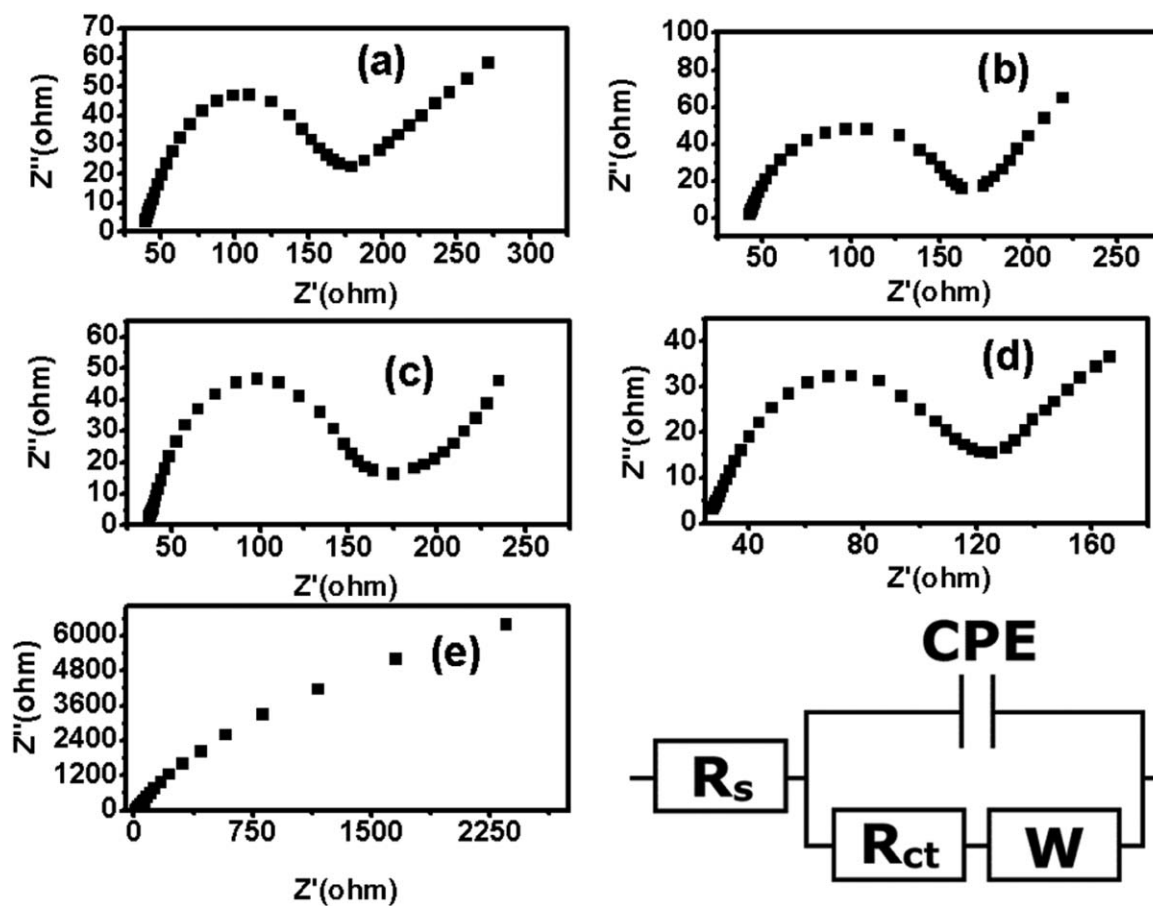 (a)
Z''(ohm)
70
60
50
40
30
20
10
0
50 100 150 200 250 300
Z'(ohm)
(b)
Z''(ohm)
100
80
60
40
20
0
50 100 150 200 250
Z'(ohm)
(c)
Z''(ohm)
60
50
40
30
20
10
0
50 100 150 200 250
Z'(ohm)
(d)
Z''(ohm)
40
30
20
10
0
40 80 120 160
Z'(ohm)
(e)
Z''(ohm)
6000
4800
3600
2400
1200
0
0 750 1500 2250
Z'(ohm)
CPE
Rs
Rct W